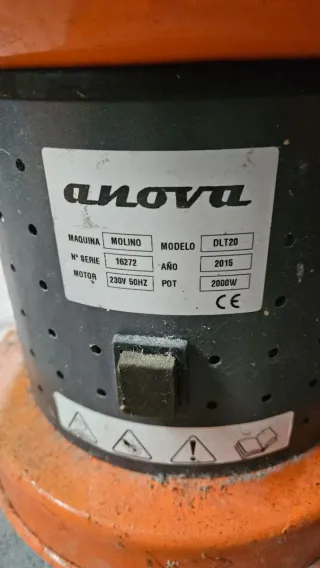 anova
MAQUINA MOLINO MODELO DLT20
Nº SERIE 16272 AÑO 2015
MOTOR 230V 50HZ POT 2000W
CE